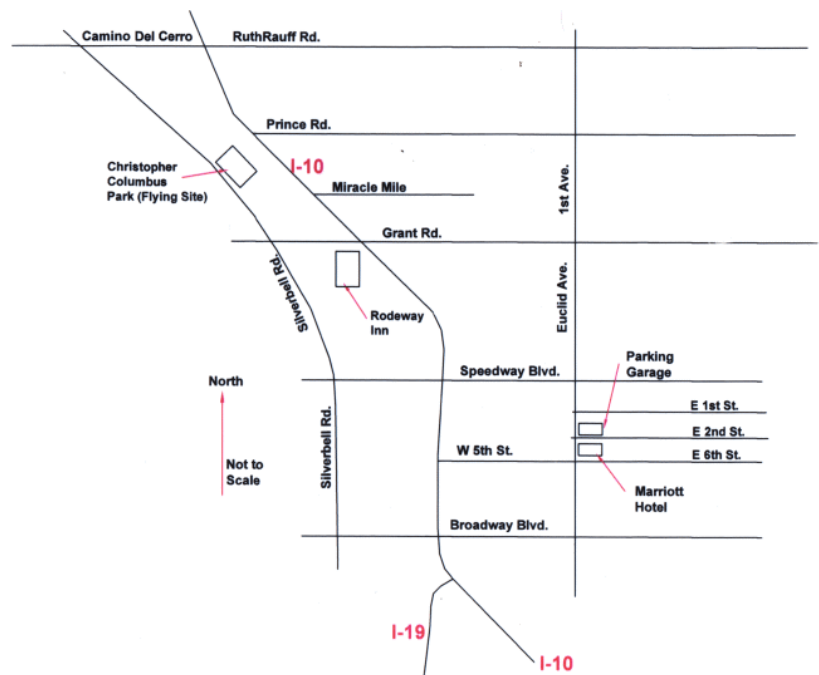 Camino Del Cerro
RuthRauff Rd.
Prince Rd.
I-10
Christopher
Columbus
Park (Flying Site)
Miracle Mile
1st Ave.
Grant Rd.
Silverbell Rd.
Rodeway
Inn
Euclid Ave.
Parking
Garage
Speedway Blvd.
North
E 1st St.
Silverbell Rd.
E 2nd St.
W 5th St.
E 6th St.
Not to
Scale
Marriott
Hotel
Broadway Blvd.
I-19
I-10